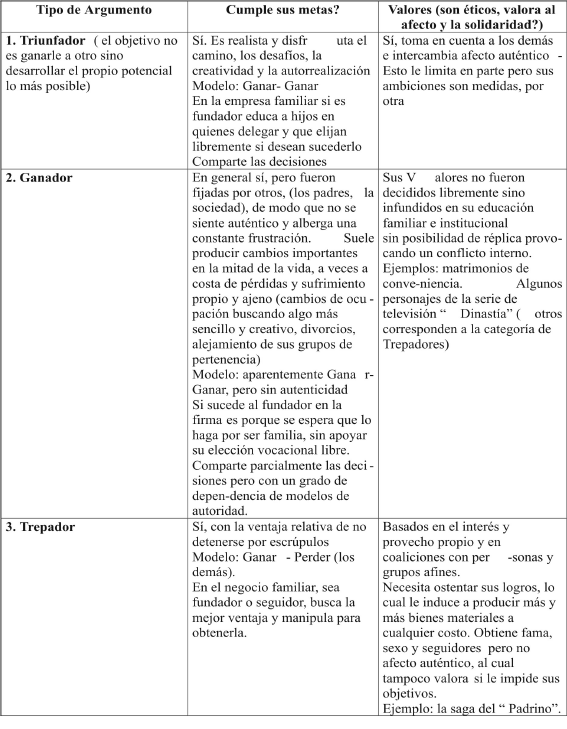 Tipo de Argumento
Cumple sus metas?
Valores (son éticos, valora al
afecto y la solidaridad?)
1. Triunfador ( el objetivo no
es ganarle a otro sino
desarrollar el propio potencial
lo más posible)
Sí. Es realista y disfr uta el
camino, los desafíos, la
creatividad y la autorrealización
Modelo: Ganar- Ganar
En la empresa familiar si es
fundador educa a hijos en
quienes delegar y que elijan
libremente si desean sucederlo
Comparte las decisiones
Sí, toma en cuenta a los demás
e intercambia afecto auténtico -
Esto le limita en parte pero sus
ambiciones son medidas, por
otra
2. Ganador
En general sí, pero fueron
fijadas por otros, (los padres, la
sociedad), de modo que no se
siente auténtico y alberga una
constante frustración. Suele
producir cambios importantes
en la mitad de la vida, a veces a
costa de pérdidas y sufrimiento
propio y ajeno (cambios de ocu -
pación buscando algo más
sencillo y creativo, divorcios,
alejamiento de sus grupos de
pertenencia)
Modelo: aparentemente Gana r-
Ganar, pero sin autenticidad
Si sucede al fundador en la
firma es porque se espera que lo
haga por ser familia, sin apoyar
su elección vocacional libre.
Comparte parcialmente las deci -
siones pero con un grado de
depen-dencia de modelos de
autoridad.
Sus V alores no fueron
decididos libremente sino
infundidos en su educación
familiar e institucional
sin posibilidad de réplica provo-
cando un conflicto interno.
Ejemplos: matrimonios de
conve-niencia. Algunos
personajes de la serie de
televisión “ Dinastía” ( otros
corresponden a la categoría de
Trepadores)
3. Trepador
Sí, con la ventaja relativa de no
detenerse por escrúpulos
Modelo: Ganar - Perder (los
demás).
En el negocio familiar, sea
fundador o seguidor, busca la
mejor ventaja y manipula para
obtenerla.
Basados en el interés y
provecho propio y en
coaliciones con per -sonas y
grupos afines.
Necesita ostentar sus logros, lo
cual le induce a producir más y
más bienes materiales a
cualquier costo. Obtiene fama,
sexo y seguidores pero no
afecto auténtico, al cual
tampoco valora si le impide sus
objetivos.
Ejemplo: la saga del “ Padrino”.